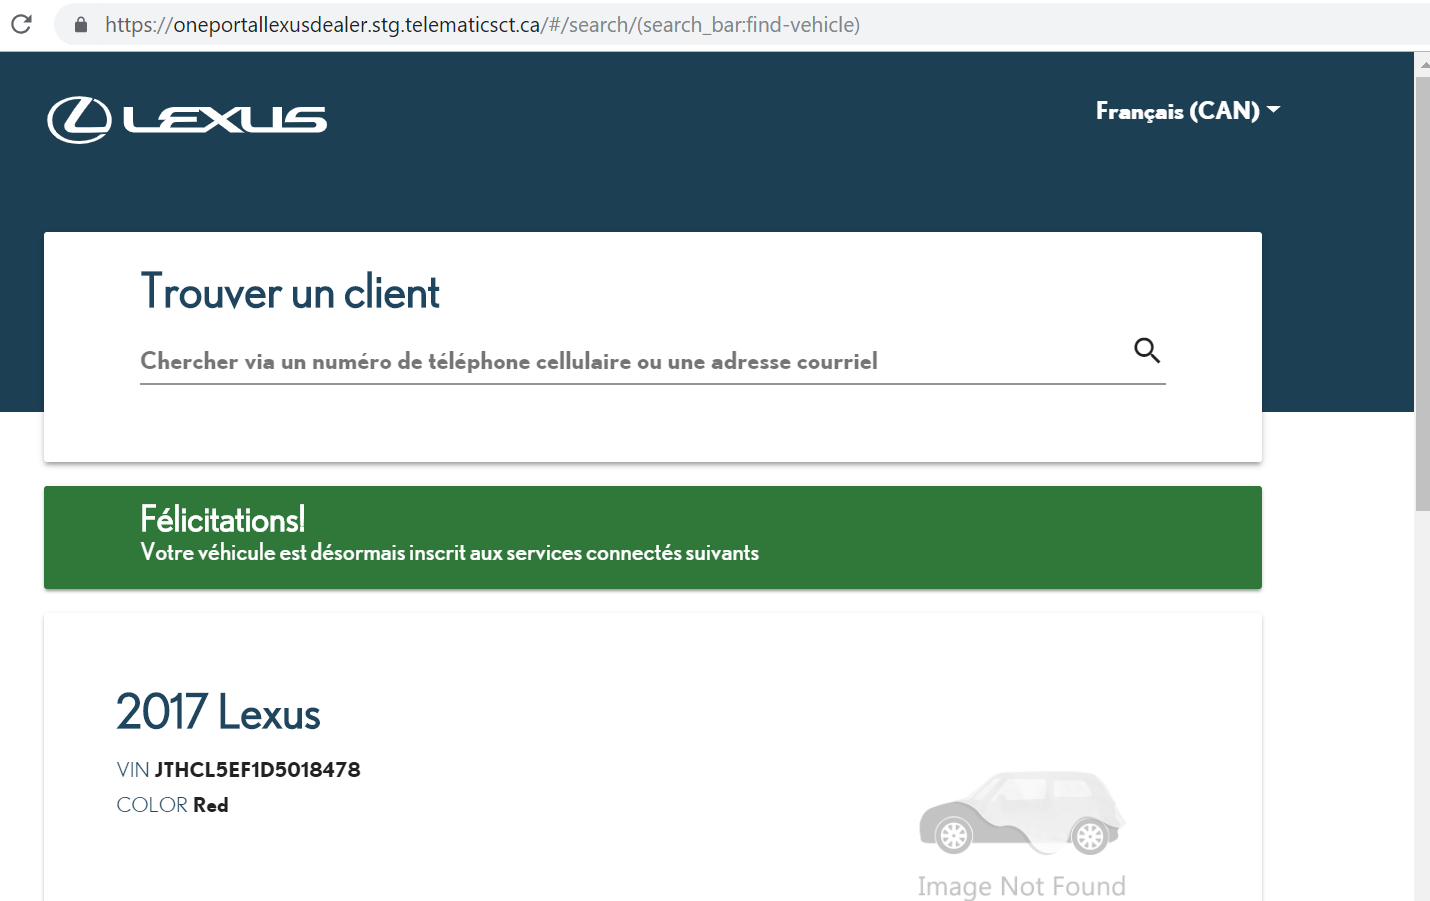 https://oneportallexusdealer.stg.telematicsct.ca/#/search/(search_bar:find-vehicle)
LEXUS
Français (CAN)
Trouver un client
Chercher via un numéro de téléphone cellulaire ou une adresse courriel
Félicitations!
Votre véhicule est désormais inscrit aux services connectés suivants
2017 Lexus
VIN JTHCL5EF1D5018478
COLOR Red
Image Not Found